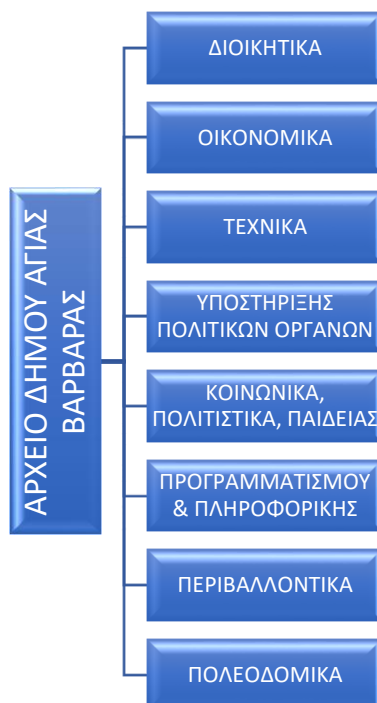 ΑΡΧΕΙΟ ΔΗΜΟΥ ΑΓΙΑΣ
ΒΑΡΒΑΡΑΣ
ΔΙΟΙΚΗΤΙΚΑ
ΟΙΚΟΝΟΜΙΚΑ
ΤΕΧΝΙΚΑ
ΥΠΟΣΤΗΡΙΞΗΣ
ΠΟΛΙΤΙΚΩΝ ΟΡΓΑΝΩΝ
ΚΟΙΝΩΝΙΚΑ,
ΠΟΛΙΤΙΣΤΙΚΑ, ΠΑΙΔΕΙΑΣ
ΠΡΟΓΡΑΜΜΑΤΙΣΜΟΥ
& ΠΛΗΡΟΦΟΡΙΚΗΣ
ΠΕΡΙΒΑΛΛΟΝΤΙΚΑ
ΠΟΛΕΟΔΟΜΙΚΑ